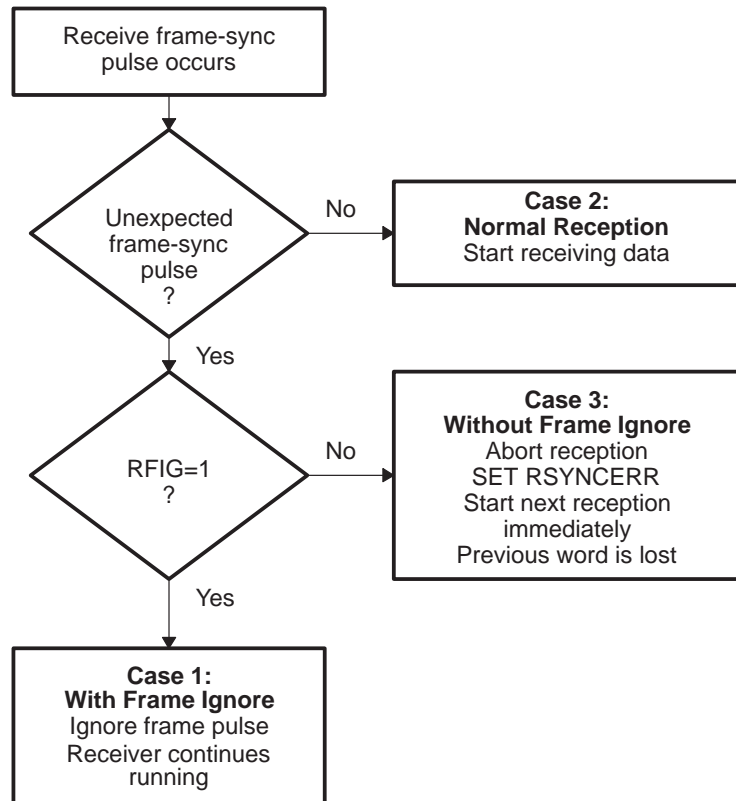 Receive frame-sync
pulse occurs
Unexpected
frame-sync
pulse
?
No
Case 2:
Normal Reception
Start receiving data
Yes
RFIG=1
?
No
Case 3:
Without Frame Ignore
Abort reception
SET RSYNCERR
Start next reception
immediately
Previous word is lost
Yes
Case 1:
With Frame Ignore
Ignore frame pulse
Receiver continues
running